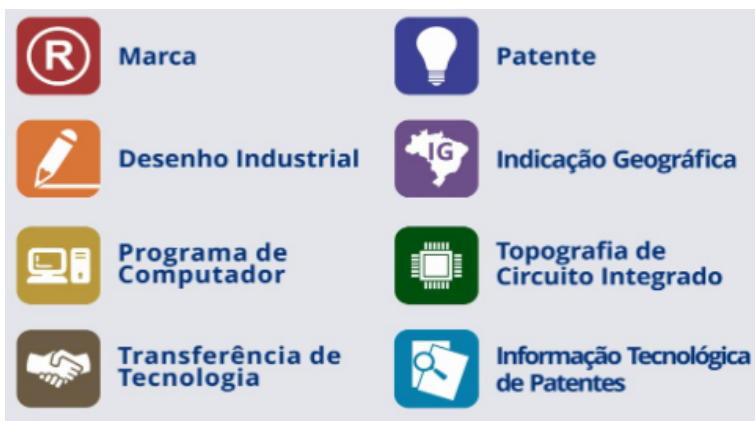 R
Marca
Patente
Desenho Industrial
IG
Indicação Geográfica
Programa de
Computador
Topografia de
Circuito Integrado
Transferência de
Tecnologia
Informação Tecnológica
de Patentes